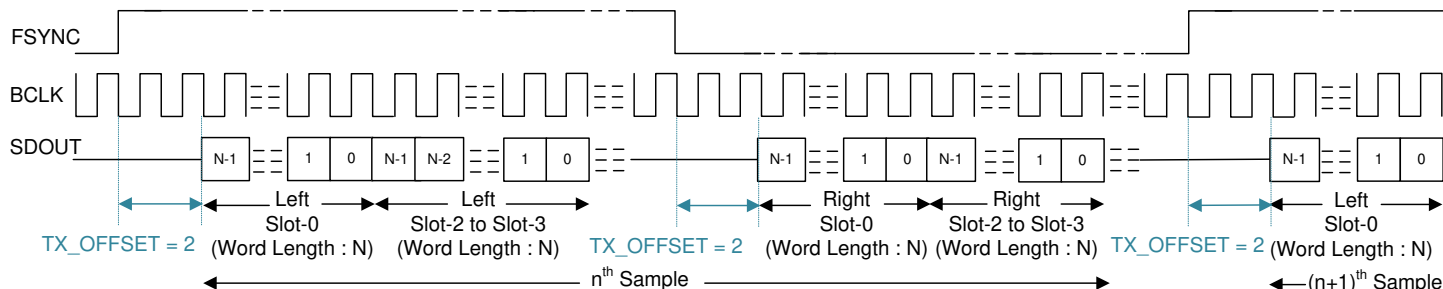 FSYNC
BCLK
SDOUT
N-1 1 0 N-1 N-2 1 0 N-1 1 0 N-1 1 0 N-1 1 0
Left Left Right Right Left
Slot-0 Slot-2 to Slot-3 Slot-0 Slot-2 to Slot-3 Slot-0
TX_OFFSET = 2 (Word Length : N) (Word Length : N) TX_OFFSET = 2 (Word Length : N) (Word Length : N) TX_OFFSET = 2 (Word Length : N)
nth Sample (n+1)th Sample